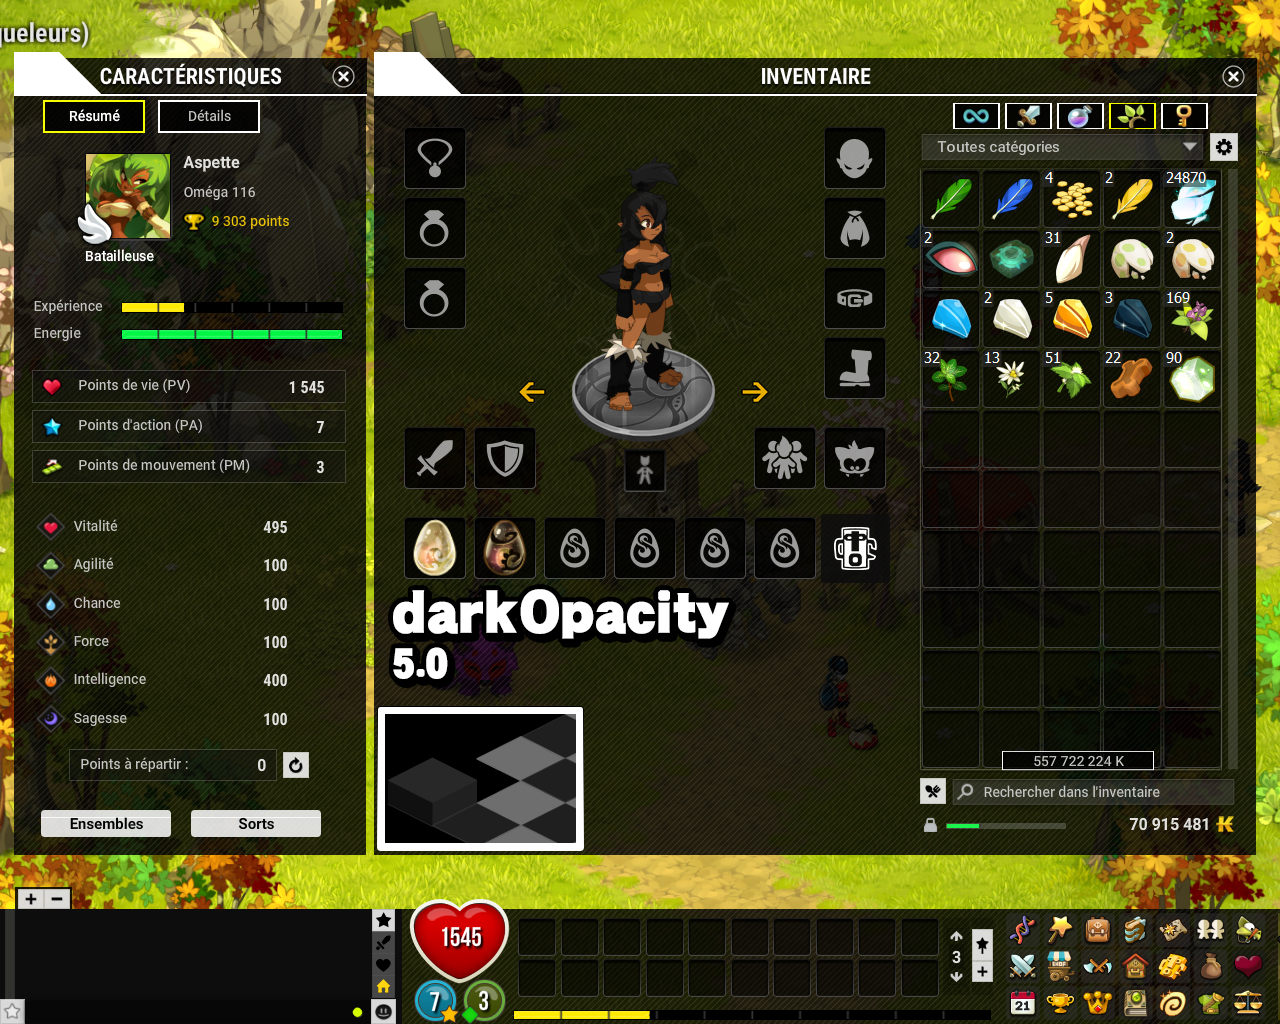 queleurs)
CARACTÉRISTIQUES
Résumé
Détails
Aspette
Oméga 116
9 303 points
Batailleuse
Expérience
Energie
Points de vie (PV) 1 545
Points d'action (PA) 7
Points de mouvement (PM) 3
Vitalité 495
Agilité 100
Chance 100
Force 100
Intelligence 400
Sagesse 100
Points à répartir : 0
Ensembles
Sorts
INVENTAIRE
Toutes catégories
4 2 24870
2 31 2
2 5 3 169
32 13 51 22 90
557 722 224 K
Rechercher dans l'inventaire
70 915 481
darkOpacity
5.0
1545
7 3
3
SHOP
21